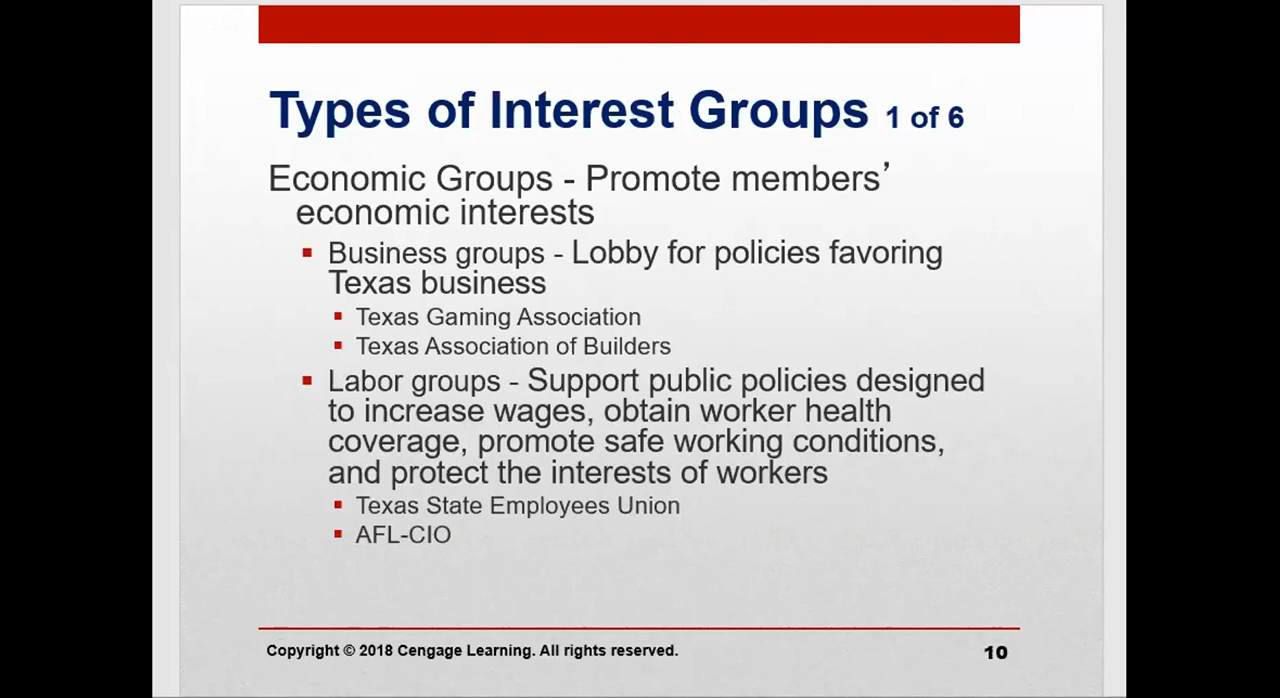 Types of Interest Groups 1 of 6
Economic Groups - Promote members’
economic interests
▪ Business groups - Lobby for policies favoring
Texas business
▪ Texas Gaming Association
▪ Texas Association of Builders
▪ Labor groups - Support public policies designed
to increase wages, obtain worker health
coverage, promote safe working conditions,
and protect the interests of workers
▪ Texas State Employees Union
▪ AFL-CIO
Copyright © 2018 Cengage Learning. All rights reserved.
10